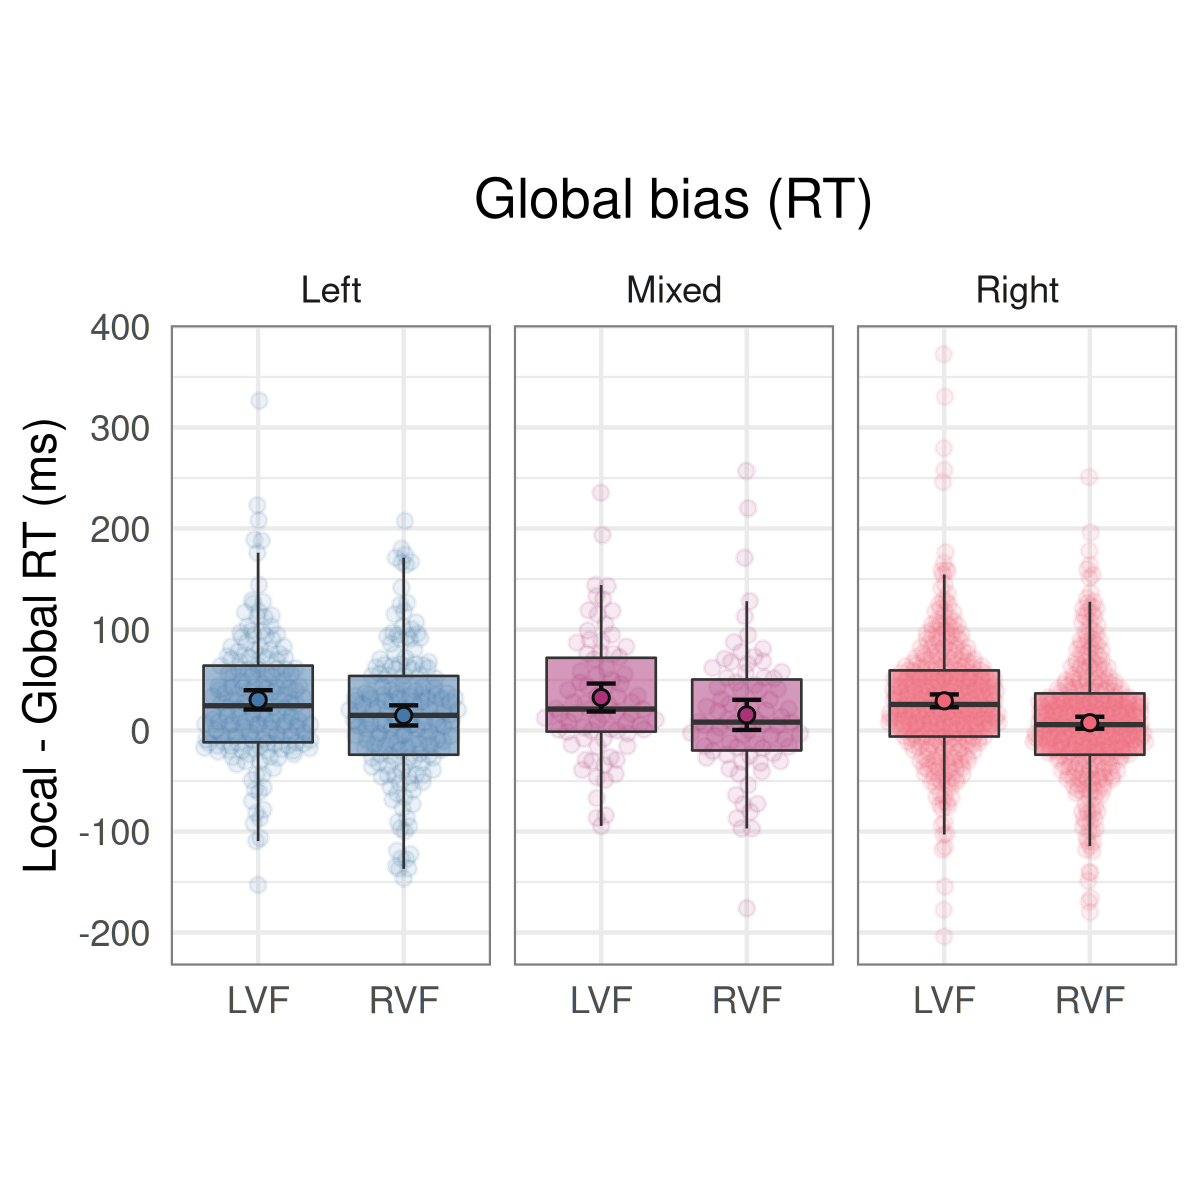 Global bias (RT)
Left Mixed Right
Local - Global RT (ms)
400
300
200
100
0
-100
-200
LVF RVF LVF RVF LVF RVF